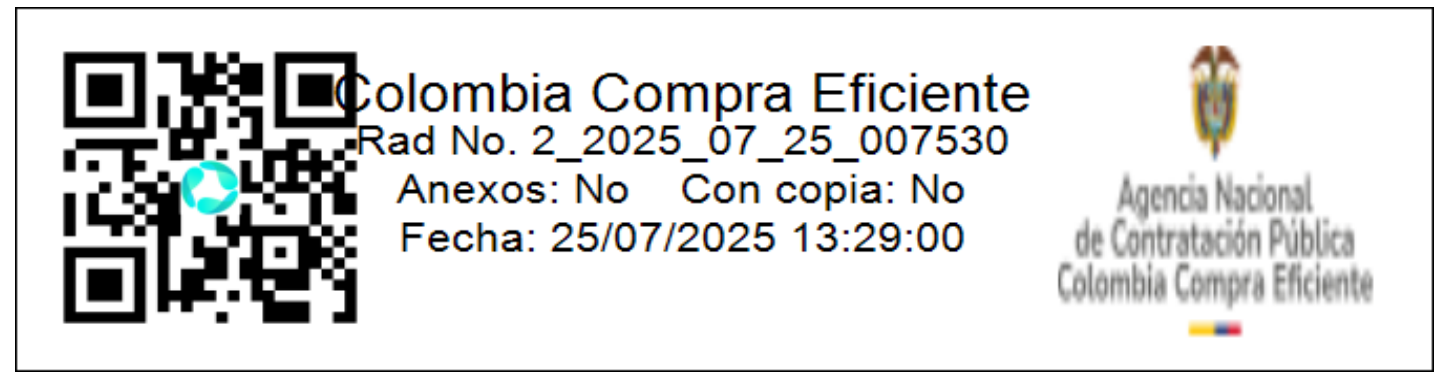 Colombia Compra Eficiente
Rad No. 2_2025_07_25_007530
Anexos: No Con copia: No
Fecha: 25/07/2025 13:29:00
Agencia Nacional
de Contratación Pública
Colombia Compra Eficiente